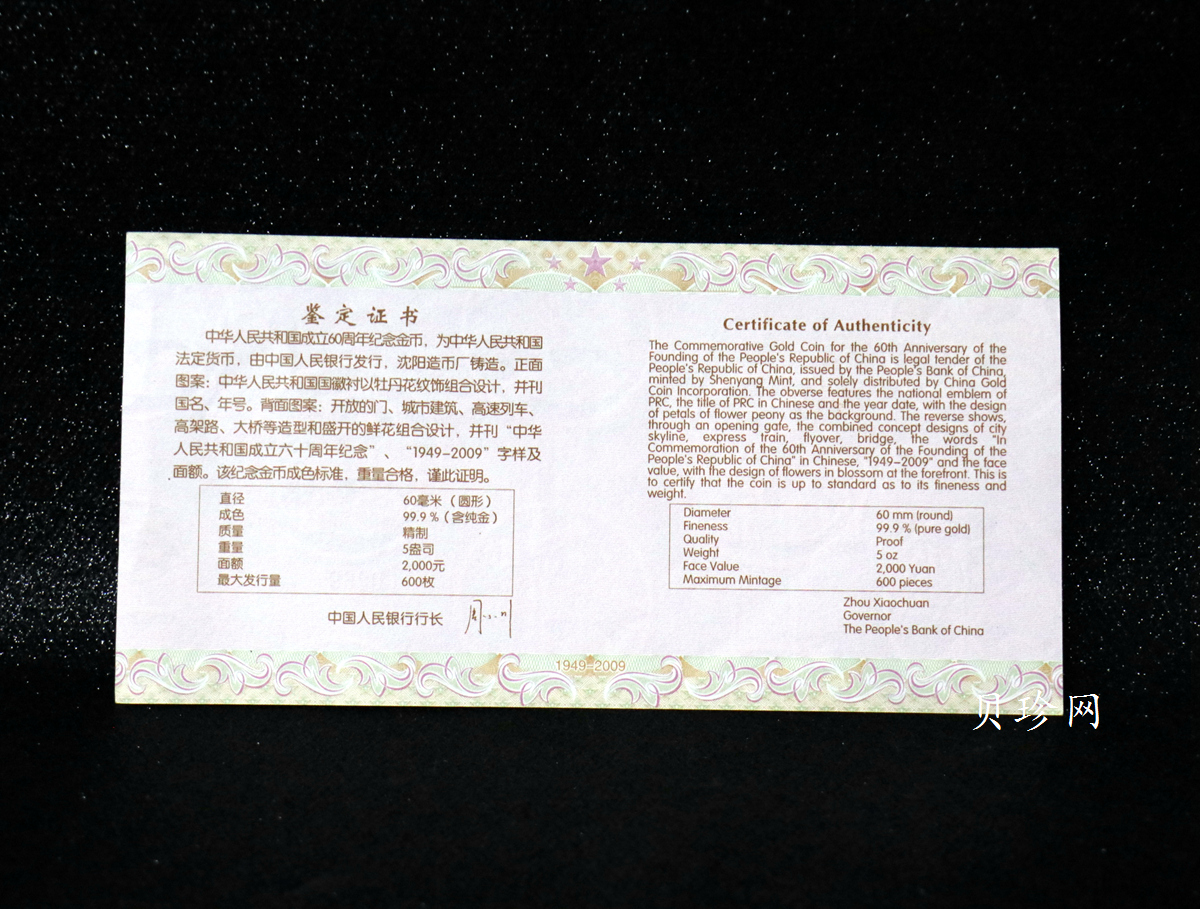 鉴定证书
中华人民共和国成立60周年纪念金币，为中华人民共和国
法定货币，由中国人民银行发行，沈阳造币厂铸造。正面
图案：中华人民共和国国徽衬以牡丹花纹饰组合设计，并刊
国名、年号。背面图案：开放的门、城市建筑、高速列车、
高架路、大桥等造型和盛开的鲜花组合设计，并刊“中华
人民共和国成立六十周年纪念”、“1949-2009”字样及
面额。该纪念金币成色标准，重量合格，谨此证明。
直径 60毫米（圆形）
成色 99.9%（含纯金）
质量 精制
重量 5盎司
面额 2,000元
最大发行量 600枚
中国人民银行行长
Certificate of Authenticity
The Commemorative Gold Coin for the 60th Anniversary of the
Founding of the People's Republic of China is legal tender of the
People's Republic of China, issued by the People's Bank of China,
minted by Shenyang Mint, and solely distributed by China Gold
Coin Incorporation. The obverse features the national emblem of
PRC, the title of PRC in Chinese and the year date, with the design
of petals of flower peony as the background. The reverse shows,
through an opening gate, the combined concept designs of city
skyline, express train, flyover, bridge, the words "In
Commemoration of the 60th Anniversary of the Founding of the
People's Republic of China" in Chinese, "1949-2009" and the face
value, with the design of flowers in blossom at the forefront. This is
to certify that the coin is up to standard as to its fineness and
weight.
Diameter 60 mm (round)
Fineness 99.9 % (pure gold)
Quality Proof
Weight 5 oz
Face Value 2,000 Yuan
Maximum Mintage 600 pieces
Zhou Xiaochuan
Governor
The People's Bank of China
1949-2009
贝珍网